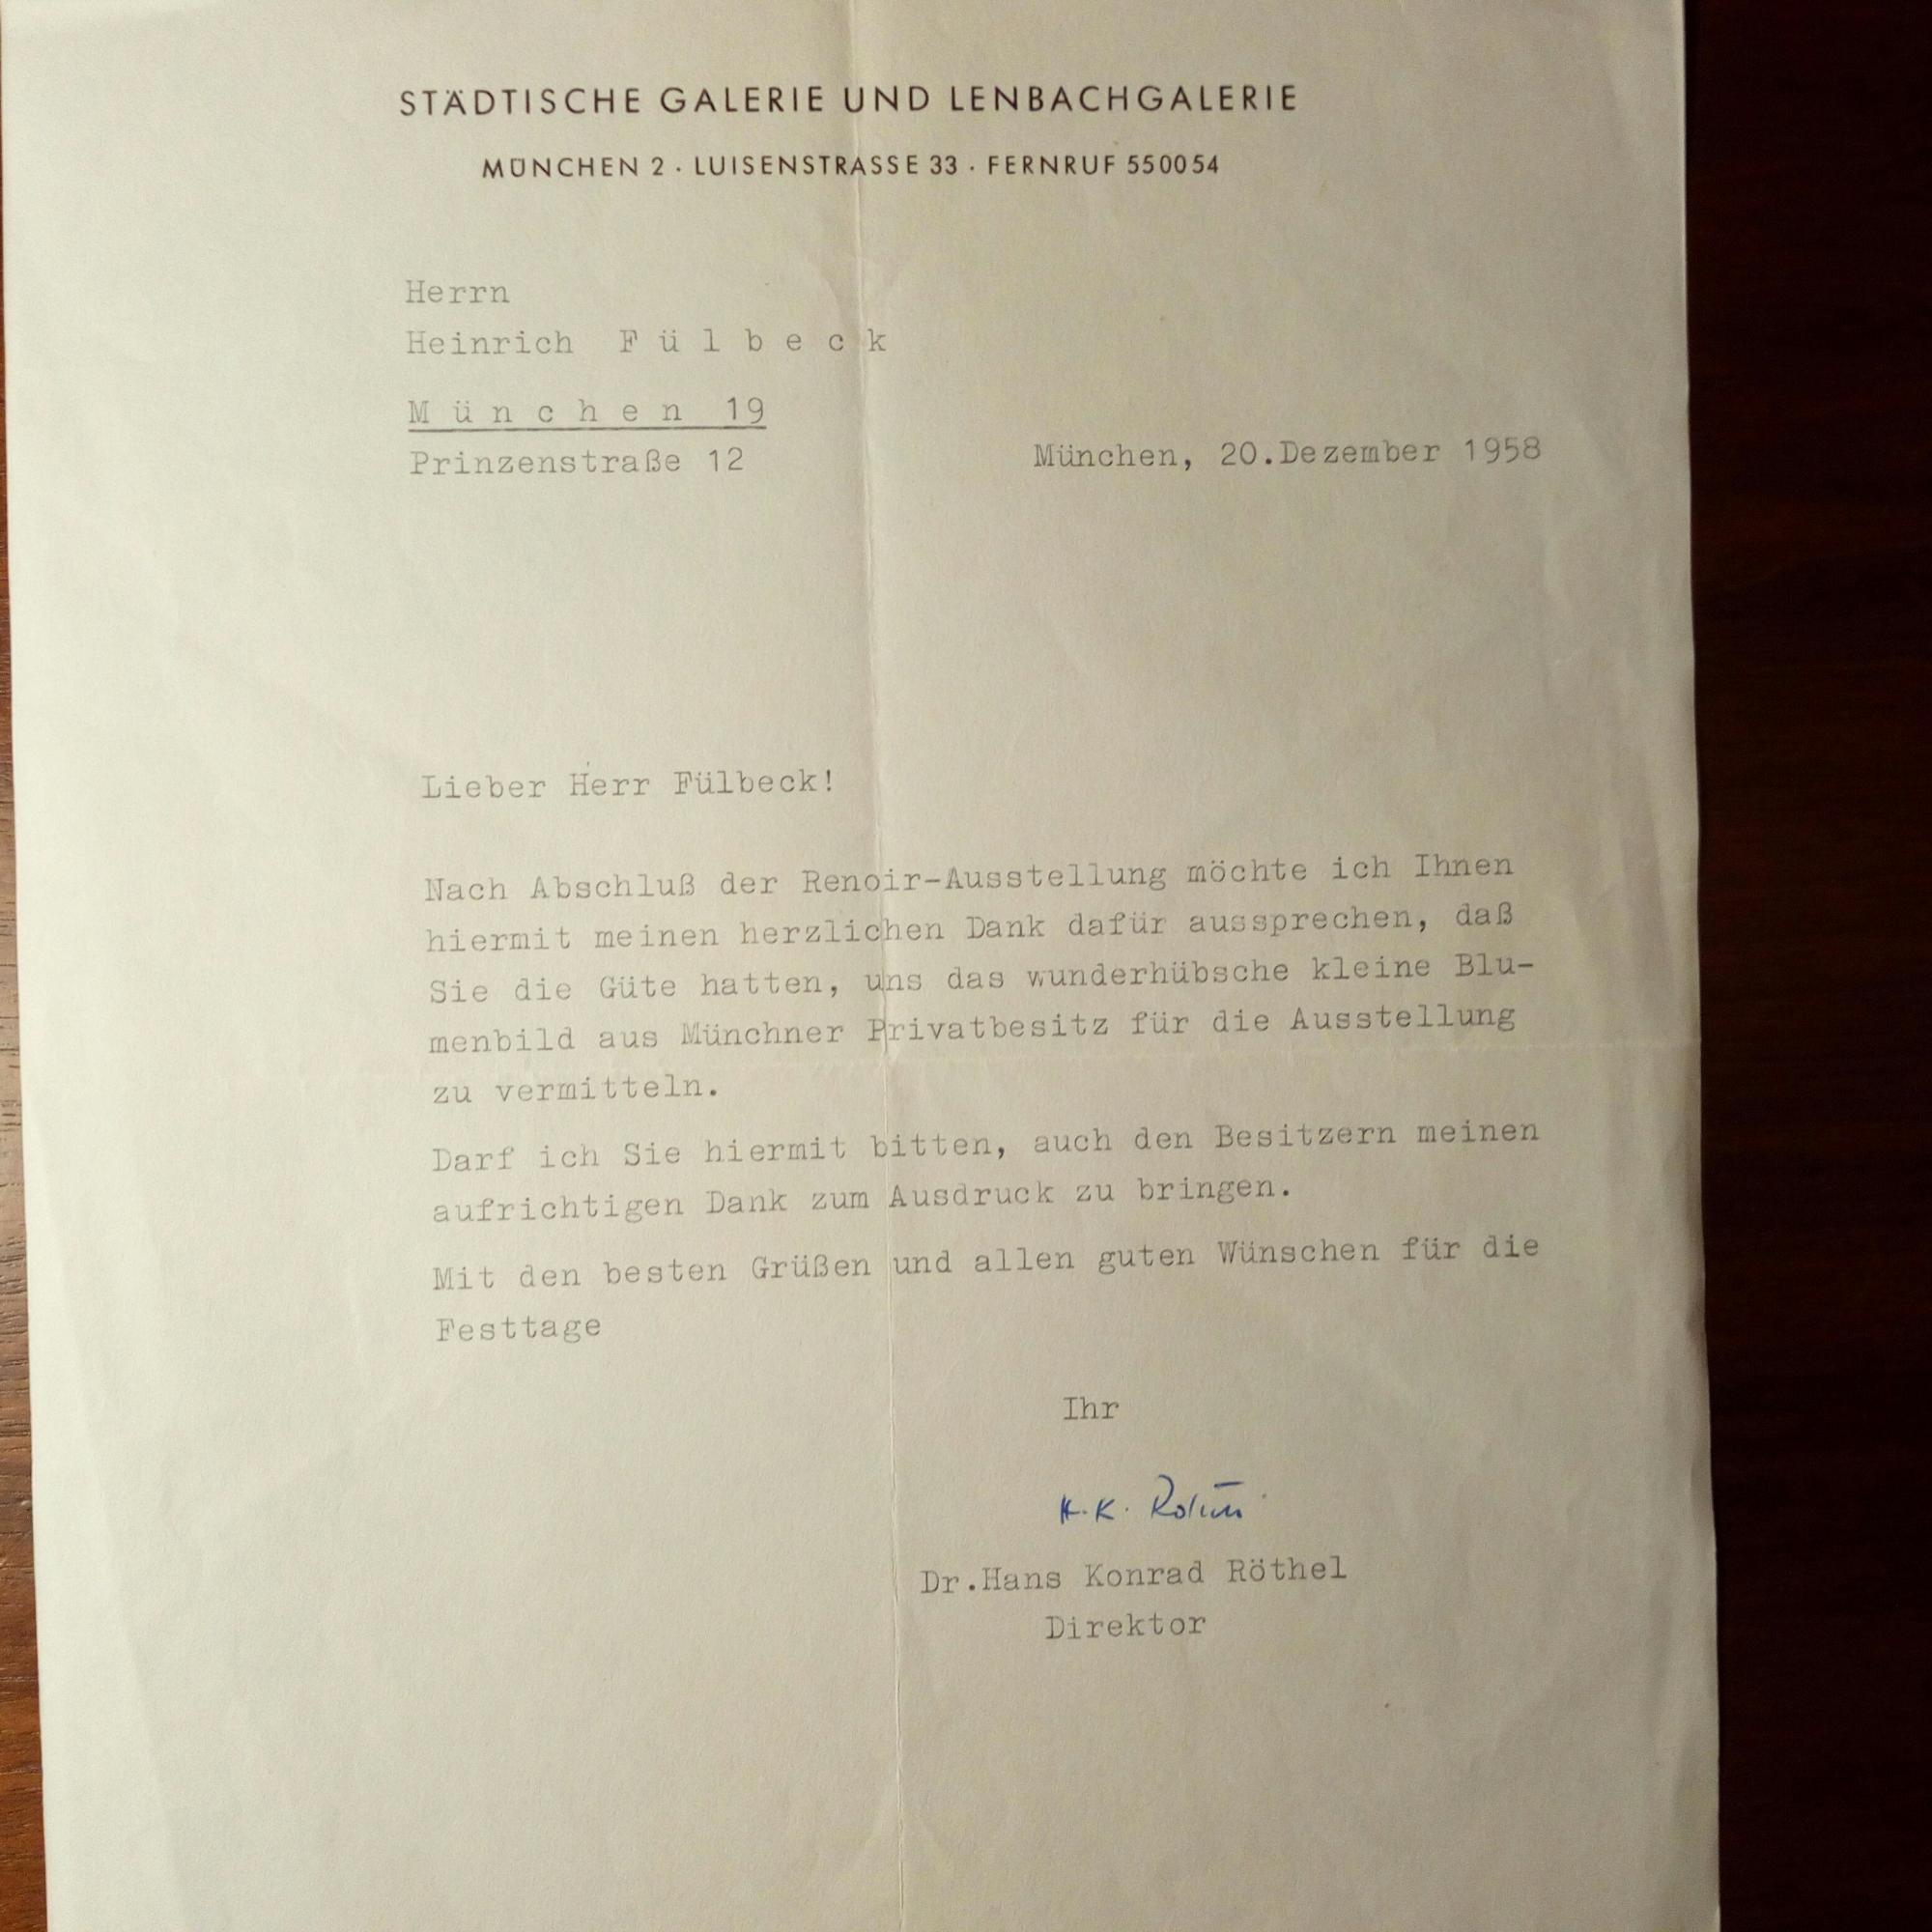 STÄDTISCHE GALERIE UND LENBACHGALERIE
MÜNCHEN 2 · LUISENSTRASSE 33 · FERNRUF 550054
Herrn
Heinrich F ü l b e c k
M ü n c h e n 19
Prinzenstraße 12
München, 20.Dezember 1958
Lieber Herr Fülbeck!
Nach Abschluß der Renoir-Ausstellung möchte ich Ihnen
hiermit meinen herzlichen Dank dafür aussprechen, daß
Sie die Güte hatten, uns das wunderhübsche kleine Blu-
menbild aus Münchner Privatbesitz für die Ausstellung
zu vermitteln.
Darf ich Sie hiermit bitten, auch den Besitzern meinen
aufrichtigen Dank zum Ausdruck zu bringen.
Mit den besten Grüßen und allen guten Wünschen für die
Festtage
Ihr
H. K.
Dr.Hans Konrad Röthel
Direktor